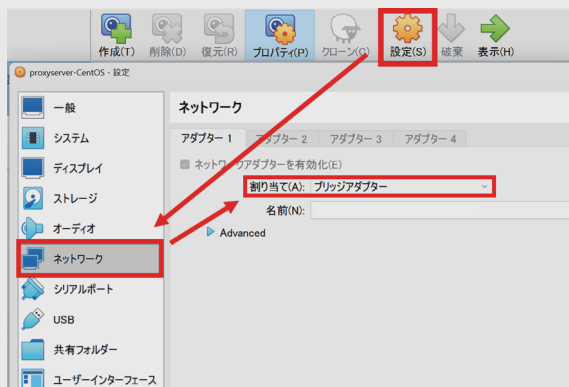 作成(T) 削除(D) 復元(R) プロパティ(P) クローン(C) 設定(S) 破棄 表示(H)
proxyserver-CentOS - 設定
一般
システム
ディスプレイ
ストレージ
オーディオ
ネットワーク
シリアルポート
USB
共有フォルダー
ユーザーインターフェース
ネットワーク
アダプター 1 アダプター 2 アダプター 3 アダプター 4
ネットワークアダプターを有効化(E)
割り当て(A): ブリッジアダプター
名前(N):
Advanced